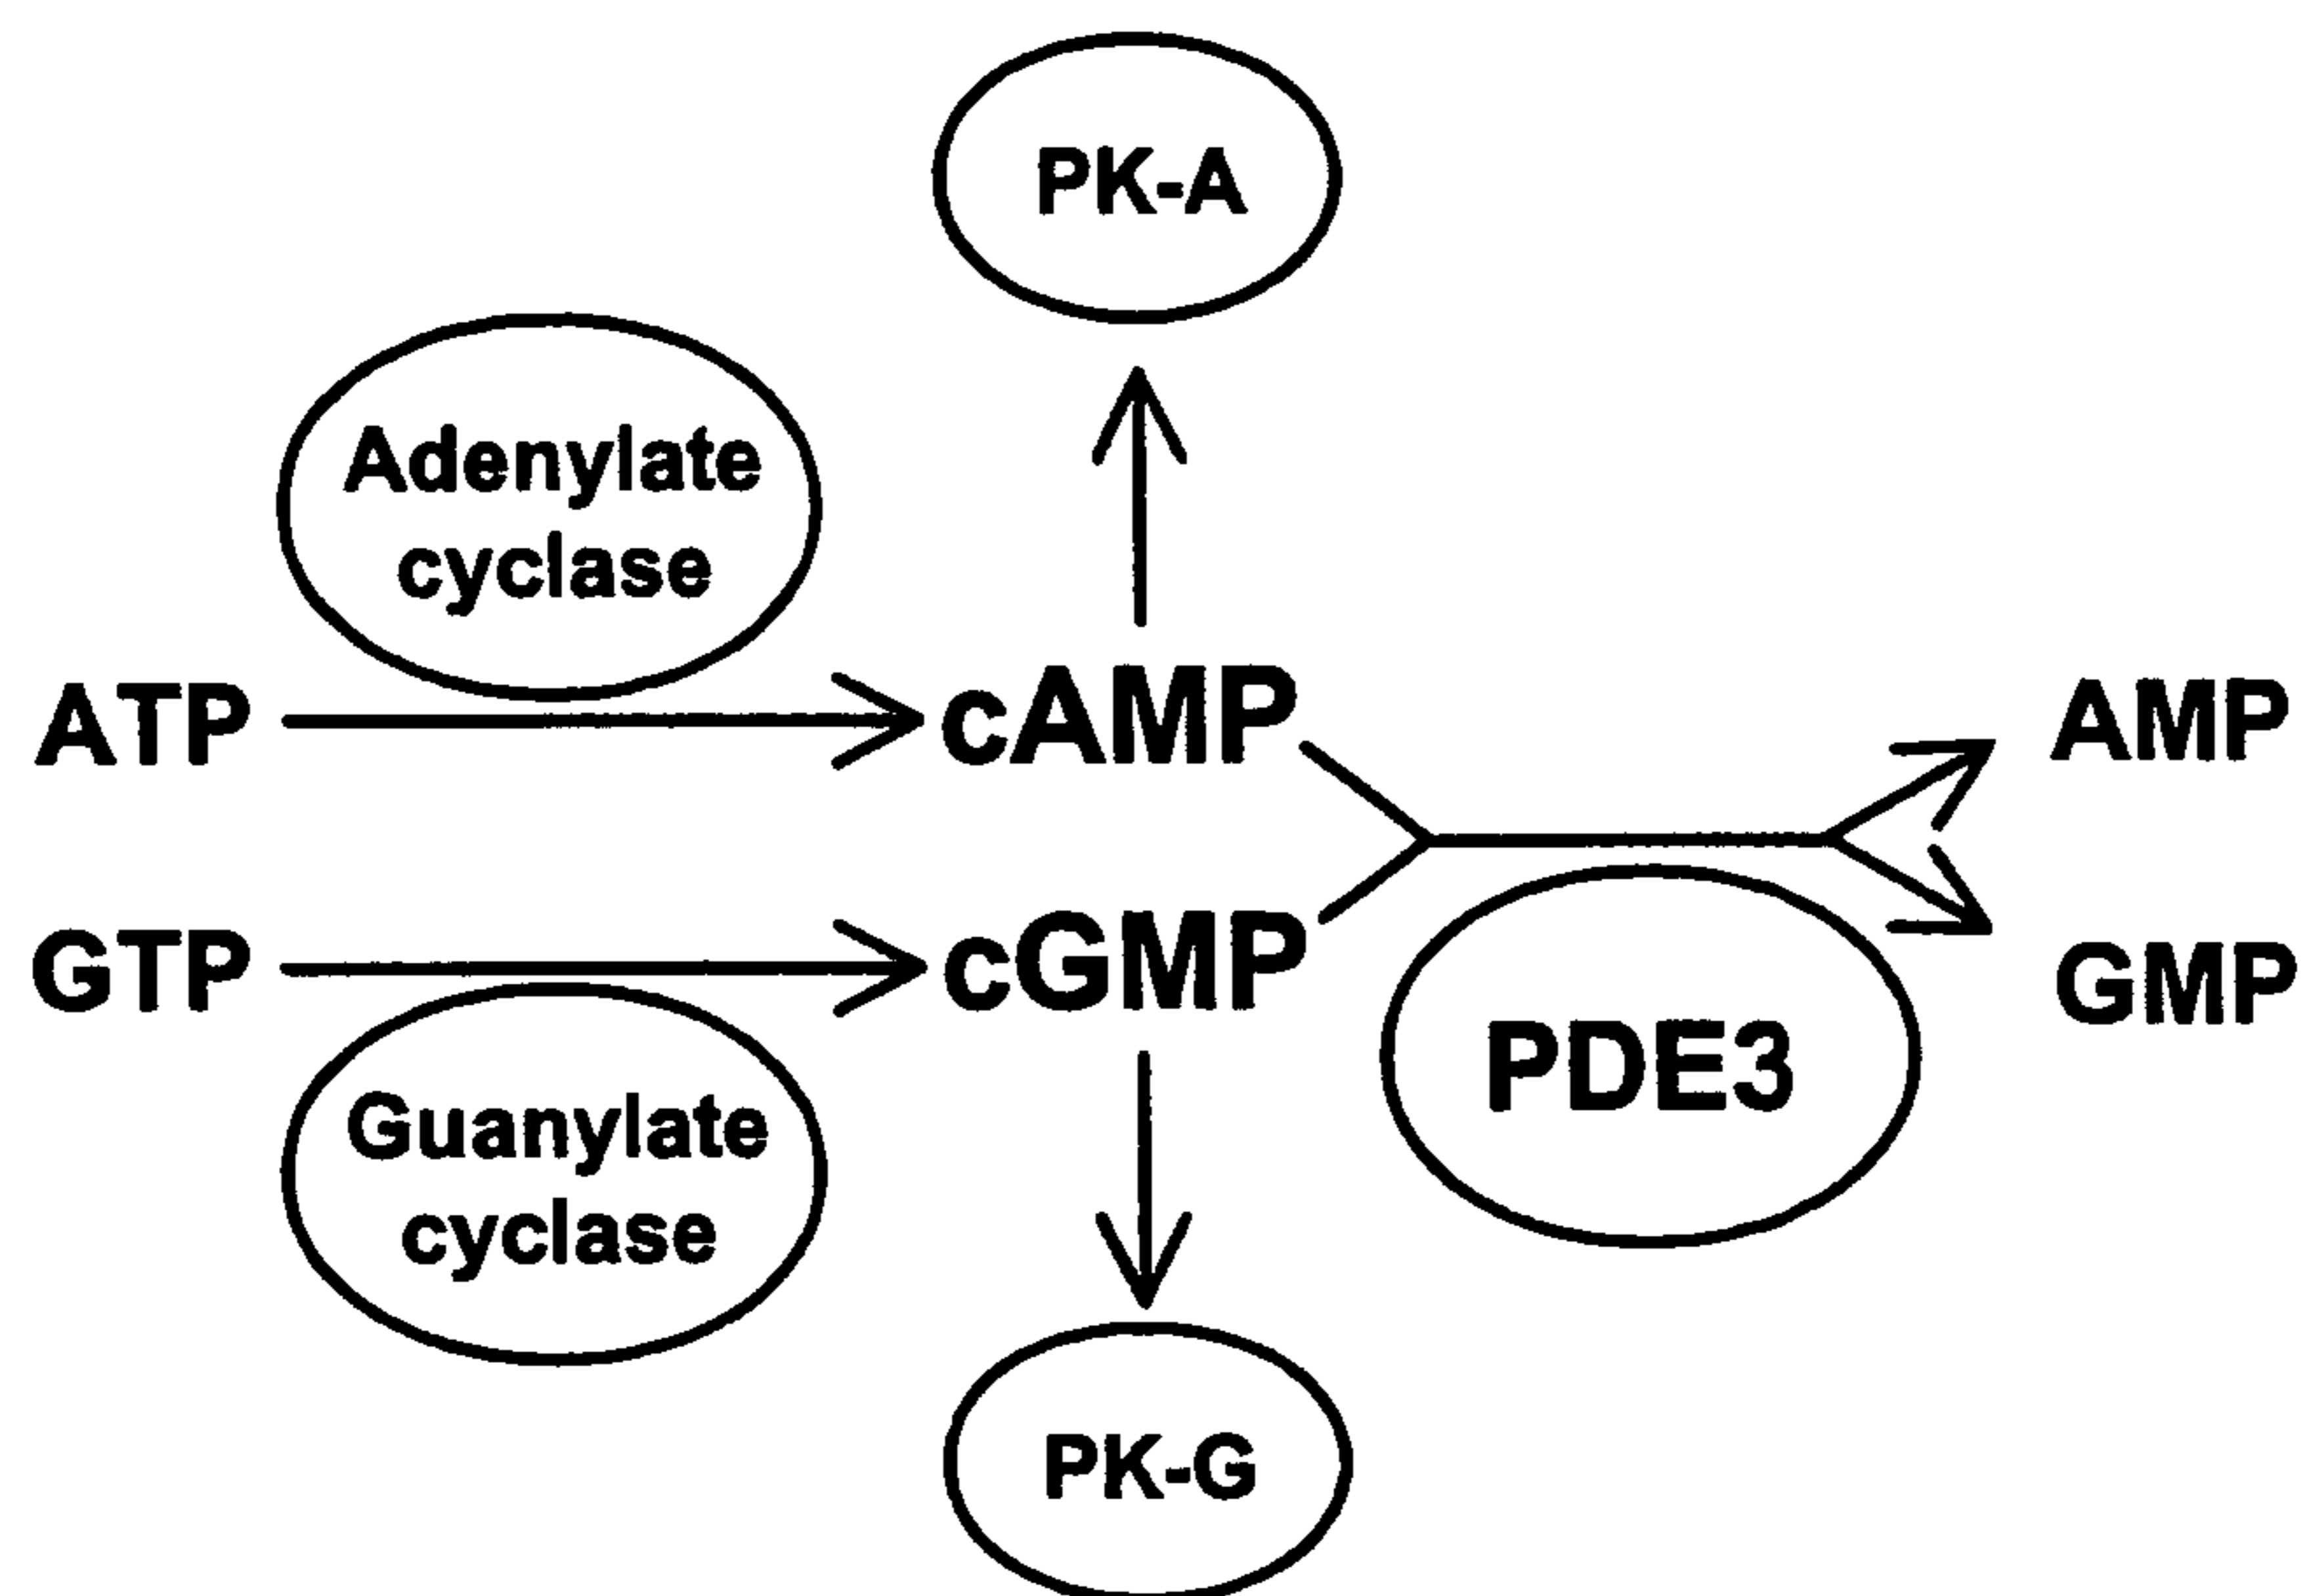 PK-A
Adenylate
cyclase
ATP
cAMP
AMP
GTP
cGMP
GMP
PDE3
Guanylate
cyclase
PK-G